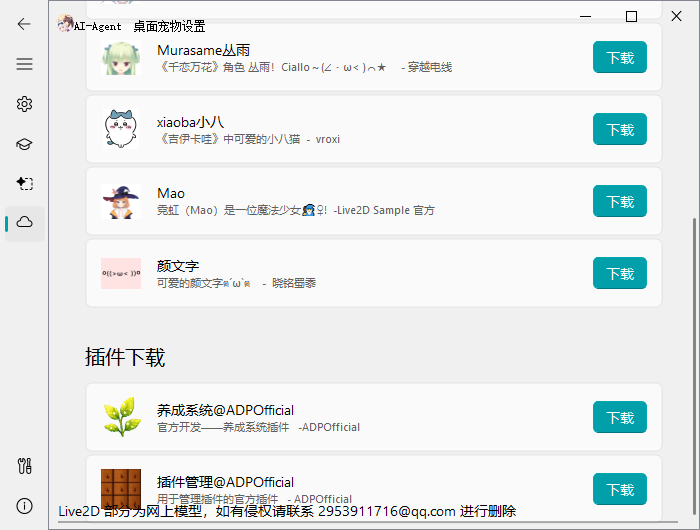 AI-Agent 桌面宠物设置
Murasame丛雨
《千恋万花》角色 丛雨！Ciallo～(∠・ω< )⌒★ - 穿越电线
下载
xiaoba小八
《吉伊卡哇》中可爱的小八猫 - vroxi
下载
Mao
霓虹（Mao）是一位魔法少女🧙♀！-Live2D Sample 官方
下载
o((>ω< ))o
颜文字
可爱的颜文字ฅ´ω`ฅ - 晓铭蜀黍
下载
插件下载
养成系统@ADPOfficial
官方开发——养成系统插件 -ADPOfficial
下载
插件管理@ADPOfficial
用于管理插件的官方插件 - ADPOfficial
下载
Live2D 部分为网上模型，如有侵权请联系 2953911716@qq.com 进行删除